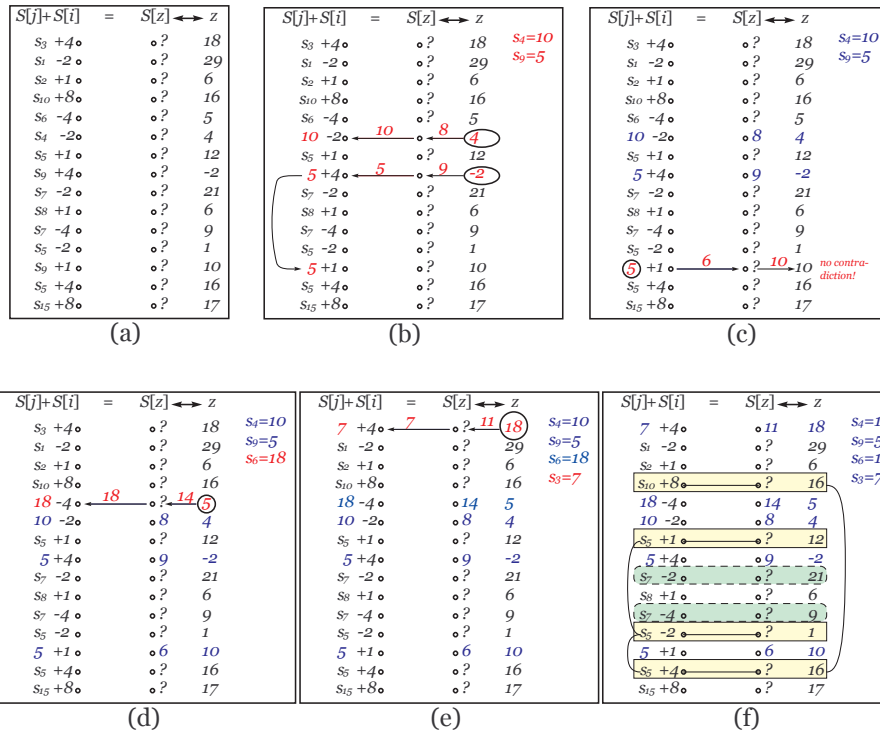 S[j]+S[i] = S[z] ↔ z
s₃ +4 ? 18
s₁ -2 ? 29
s₂ +1 ? 6
s₁₀ +8 ? 16
s₆ -4 ? 5
s₄ -2 ? 4
s₅ +1 ? 12
s₉ +4 ? -2
s₇ -2 ? 21
s₈ +1 ? 6
s₇ -4 ? 9
s₅ -2 ? 1
s₉ +1 ? 10
s₅ +4 ? 16
s₁₅ +8 ? 17
(a)
S[j]+S[i] = S[z] ↔ z
s₃ +4 ? 18 s₄=10
s₁ -2 ? 29 s₉=5
s₂ +1 ? 6
s₁₀ +8 ? 16
s₆ -4 ? 5
10 -2 10 ? 8 4
s₅ +1 ? 12
5 +4 5 ? 9 -2
s₇ -2 ? 21
s₈ +1 ? 6
s₇ -4 ? 9
s₅ -2 ? 1
5 +1 ? 10
s₅ +4 ? 16
s₁₅ +8 ? 17
(b)
S[j]+S[i] = S[z] ↔ z
s₃ +4 ? 18 s₄=10
s₁ -2 ? 29 s₉=5
s₂ +1 ? 6
s₁₀ +8 ? 16
s₆ -4 ? 5
10 -2 8 4
s₅ +1 ? 12
5 +4 9 -2
s₇ -2 ? 21
s₈ +1 ? 6
s₇ -4 ? 9
s₅ -2 ? 1
5 +1 6 ? 10 10 no contra-
diction!
s₅ +4 ? 16
s₁₅ +8 ? 17
(c)
S[j]+S[i] = S[z] ↔ z
s₃ +4 ? 18 s₄=10
s₁ -2 ? 29 s₉=5
s₂ +1 ? 6 s₆=18
s₁₀ +8 ? 16
18 -4 18 ? 14 5
10 -2 8 4
s₅ +1 ? 12
5 +4 9 -2
s₇ -2 ? 21
s₈ +1 ? 6
s₇ -4 ? 9
s₅ -2 ? 1
5 +1 6 10
s₅ +4 ? 16
s₁₅ +8 ? 17
(d)
S[j]+S[i] = S[z] ↔ z
7 +4 7 ? 11 18 s₄=10
s₁ -2 ? 29 s₉=5
s₂ +1 ? 6 s₆=18
s₁₀ +8 ? 16 s₃=7
18 -4 14 5
10 -2 8 4
s₅ +1 ? 12
5 +4 9 -2
s₇ -2 ? 21
s₈ +1 ? 6
s₇ -4 ? 9
s₅ -2 ? 1
5 +1 6 10
s₅ +4 ? 16
s₁₅ +8 ? 17
(e)
S[j]+S[i] = S[z] ↔ z
7 +4 11 18
s₁ -2 ? 29
s₂ +1 ? 6
s₁₀ +8 ? 16 s₃=7
18 -4 14 5
10 -2 8 4
s₅ +1 ? 12
5 +4 9 -2
s₇ -2 ? 21
s₈ +1 ? 6
s₇ -4 ? 9
s₅ -2 ? 1
5 +1 6 10
s₅ +4 ? 16
s₁₅ +8 ? 17
(f)